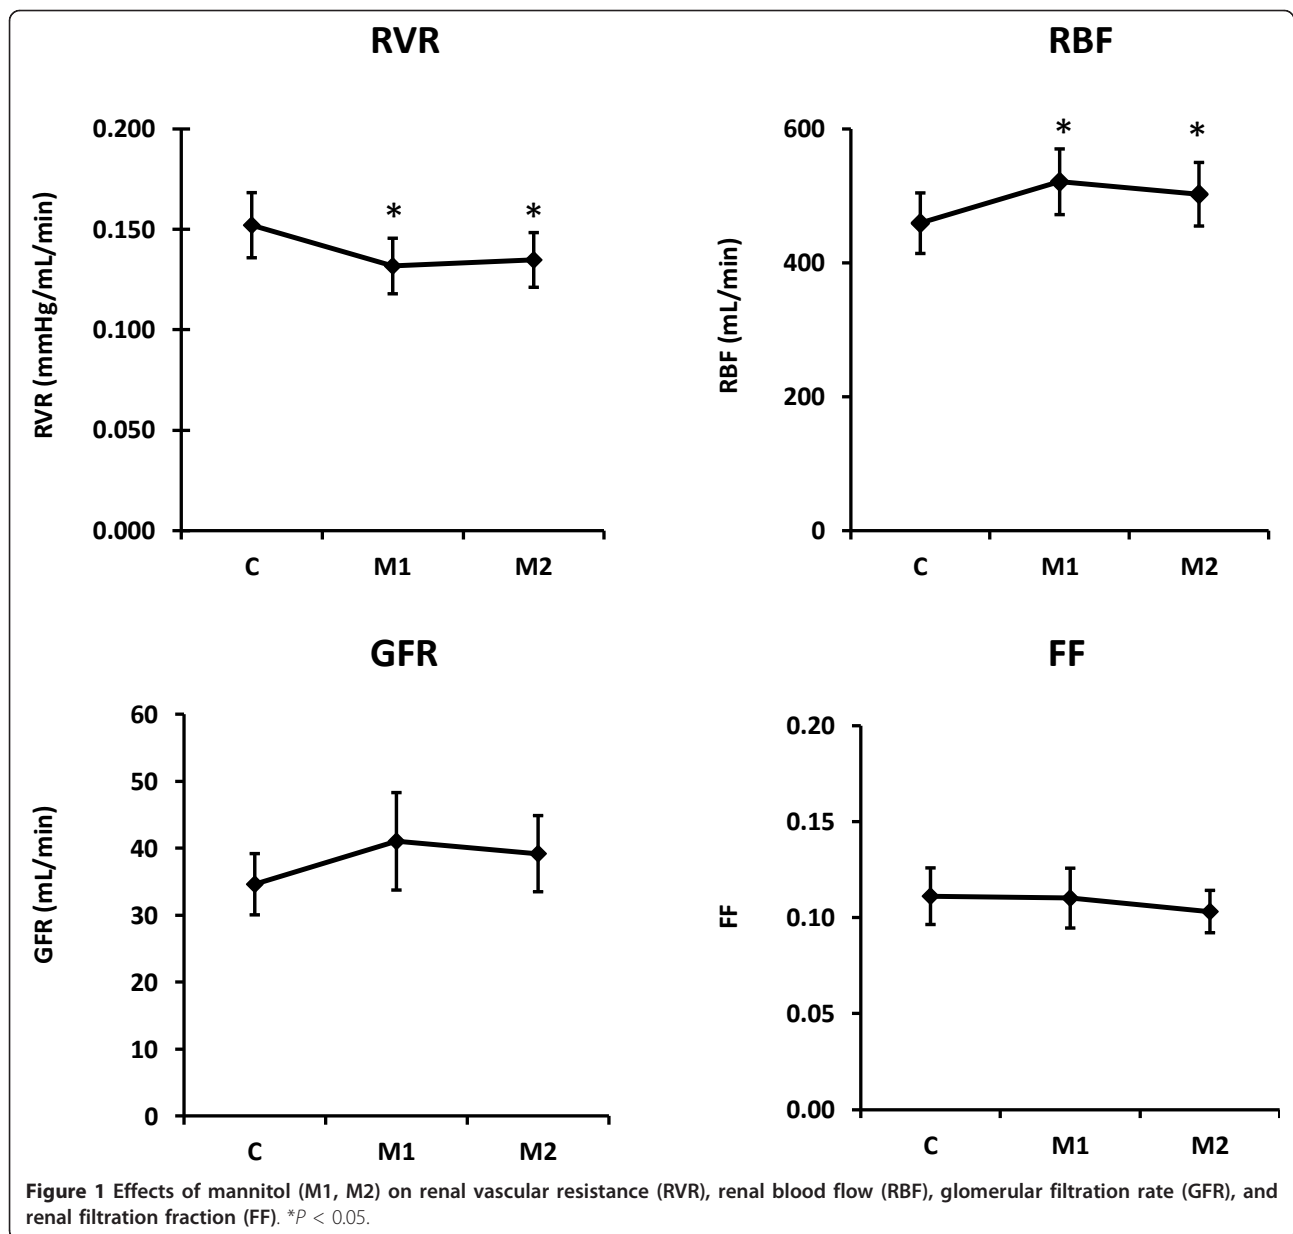 RVR
RBF
0.200
0.150
0.100
0.050
0.000
RVR (mmHg/mL/min)
*
*
C
M1
M2
600
400
200
0
RBF (mL/min)
*
*
C
M1
M2
GFR
FF
60
50
40
30
20
10
0
GFR (mL/min)
C
M1
M2
0.20
0.15
0.10
0.05
0.00
FF
C
M1
M2
Figure 1 Effects of mannitol (M1, M2) on renal vascular resistance (RVR), renal blood flow (RBF), glomerular filtration rate (GFR), and
renal filtration fraction (FF). *P < 0.05.